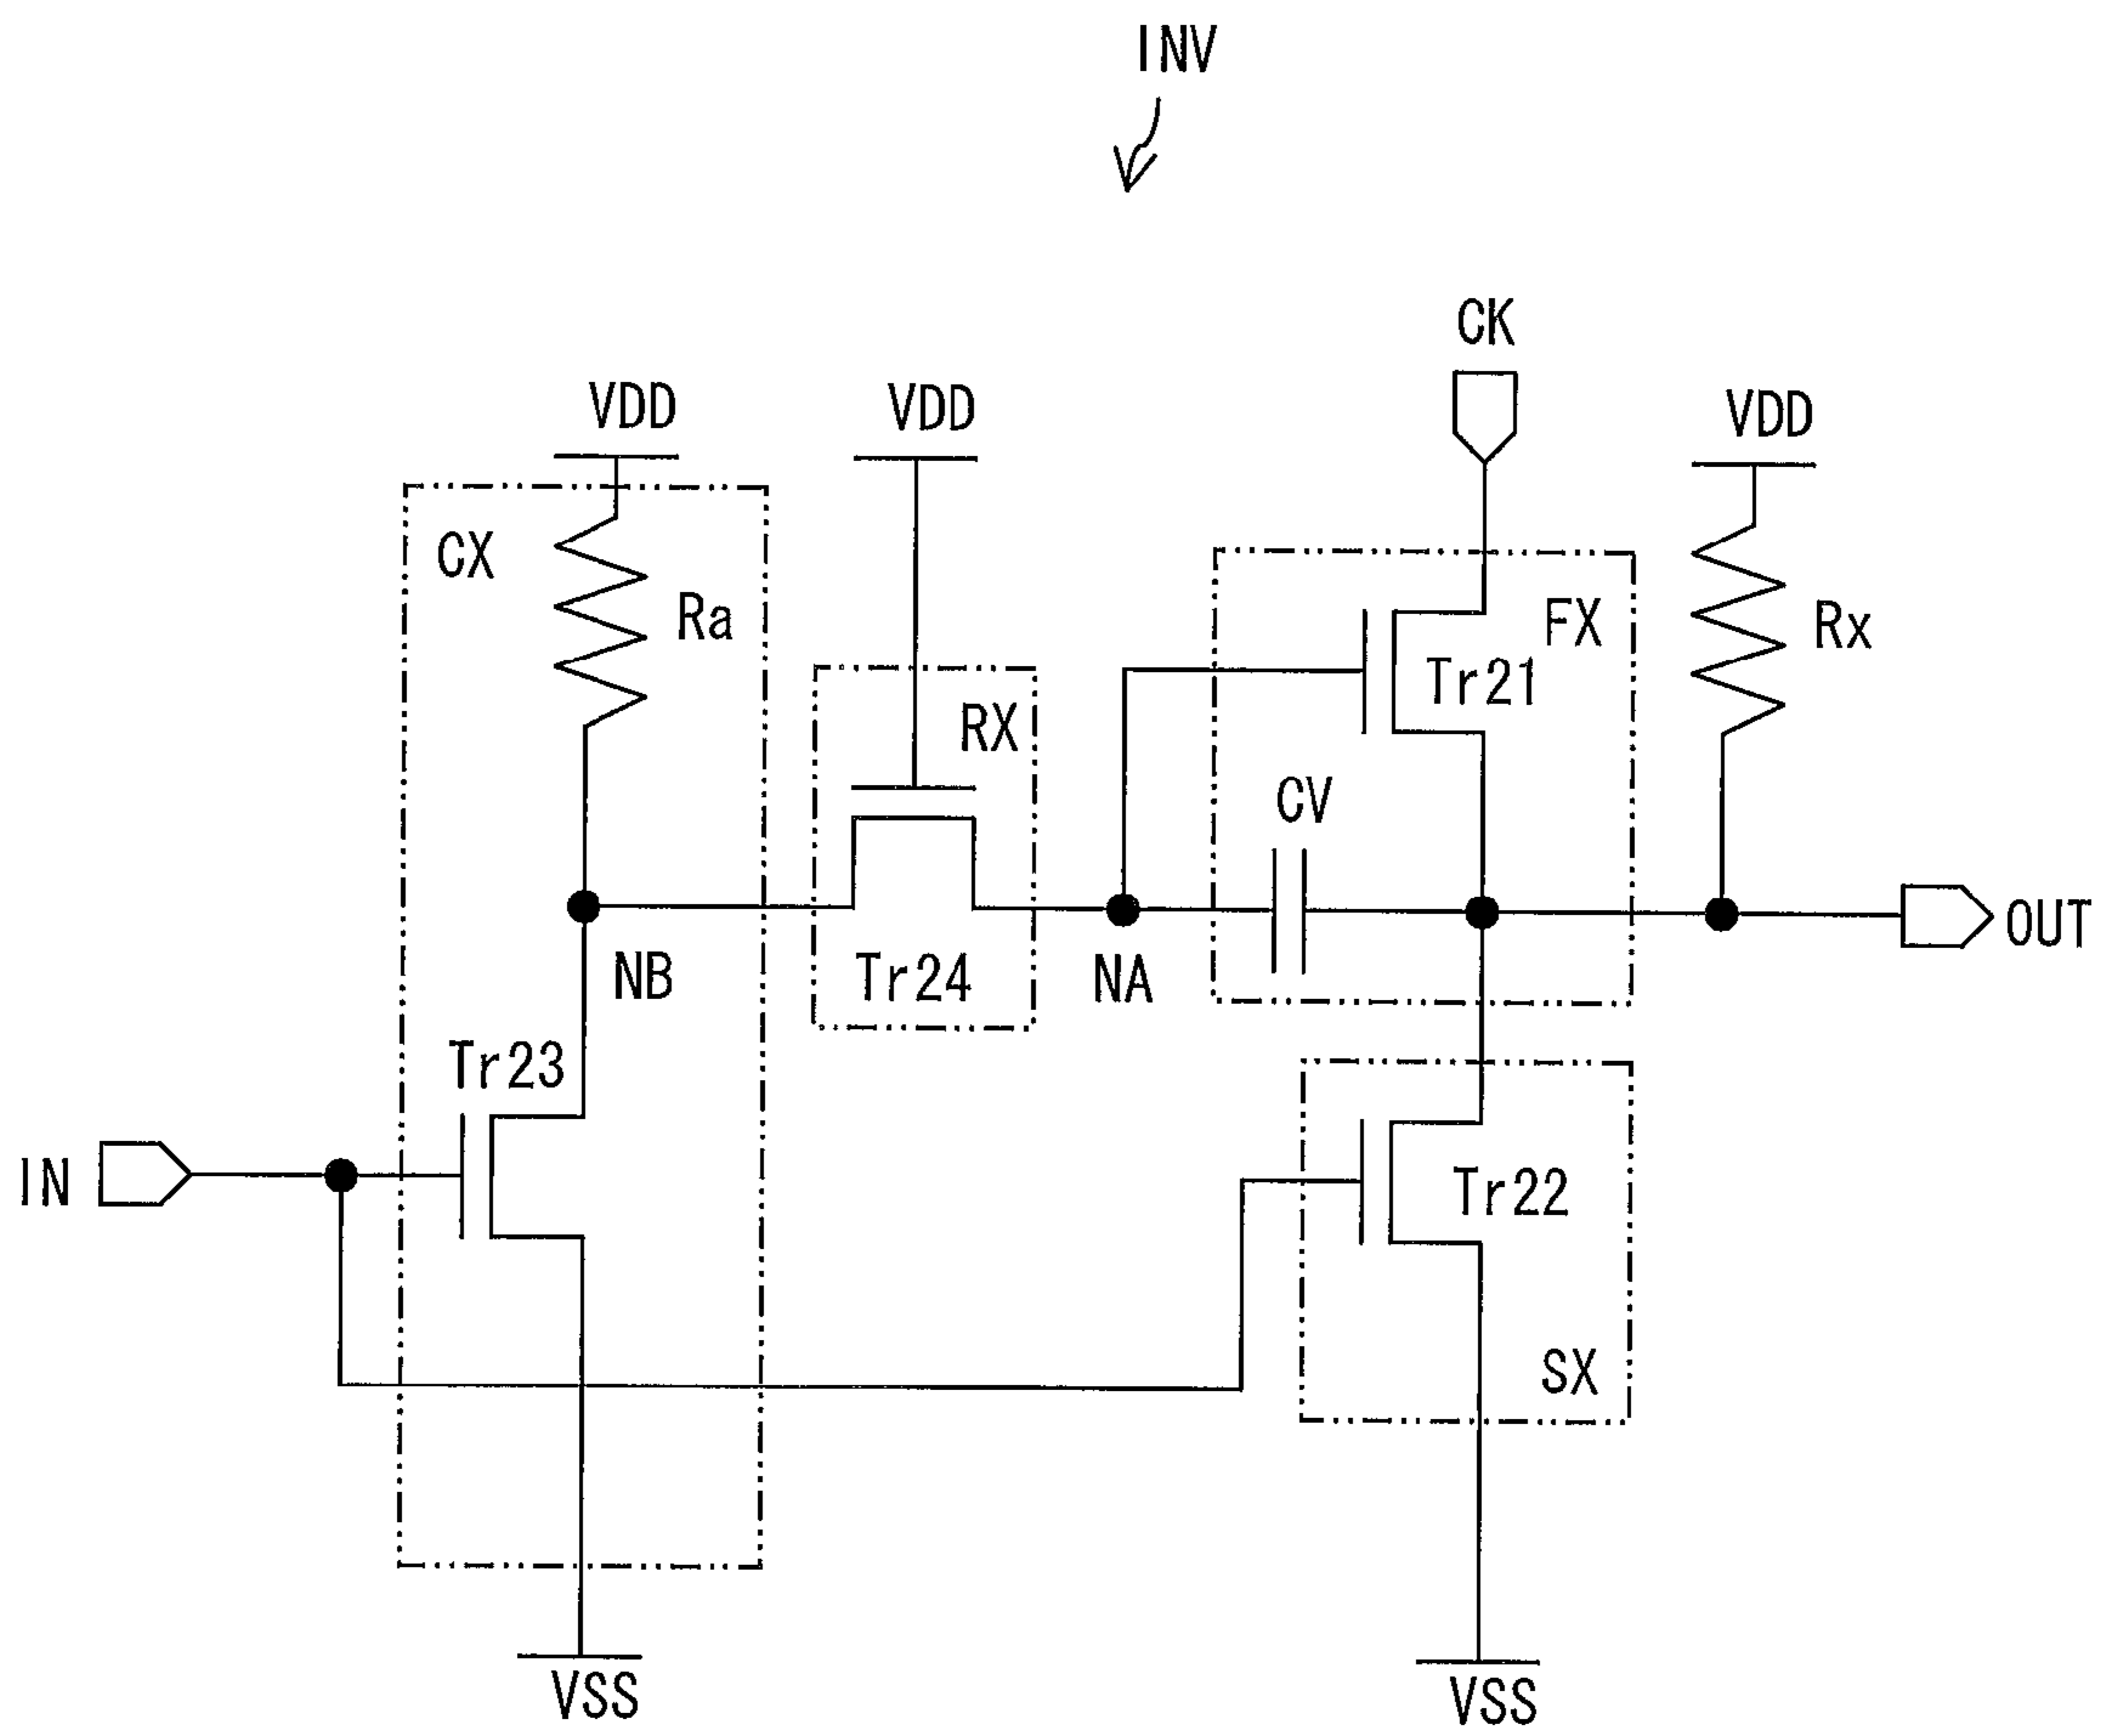 INV
CK
VDD
VDD
VDD
CX
Ra
FX
Rx
Tr21
RX
CV
OUT
NB
Tr24
NA
Tr23
IN
Tr22
SX
VSS
VSS